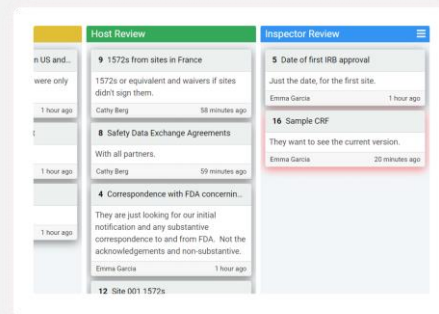 n US and...
were only
1 hour ago
1 hour ago
1 hour ago
Host Review
9 1572s from sites in France
1572s or equivalent and waivers if sites
didn't sign them.
Cathy Berg 58 minutes ago
8 Safety Data Exchange Agreements
With all partners.
Cathy Berg 59 minutes ago
4 Correspondence with FDA concernin...
They are just looking for our initial
notification and any substantive
correspondence to and from FDA. Not the
acknowledgements and non-substantive.
Emma Garcia 1 hour ago
12 Site 001 1572s
Inspector Review
5 Date of first IRB approval
Just the date, for the first site.
Emma Garcia 1 hour ago
16 Sample CRF
They want to see the current version.
Emma Garcia 20 minutes ago